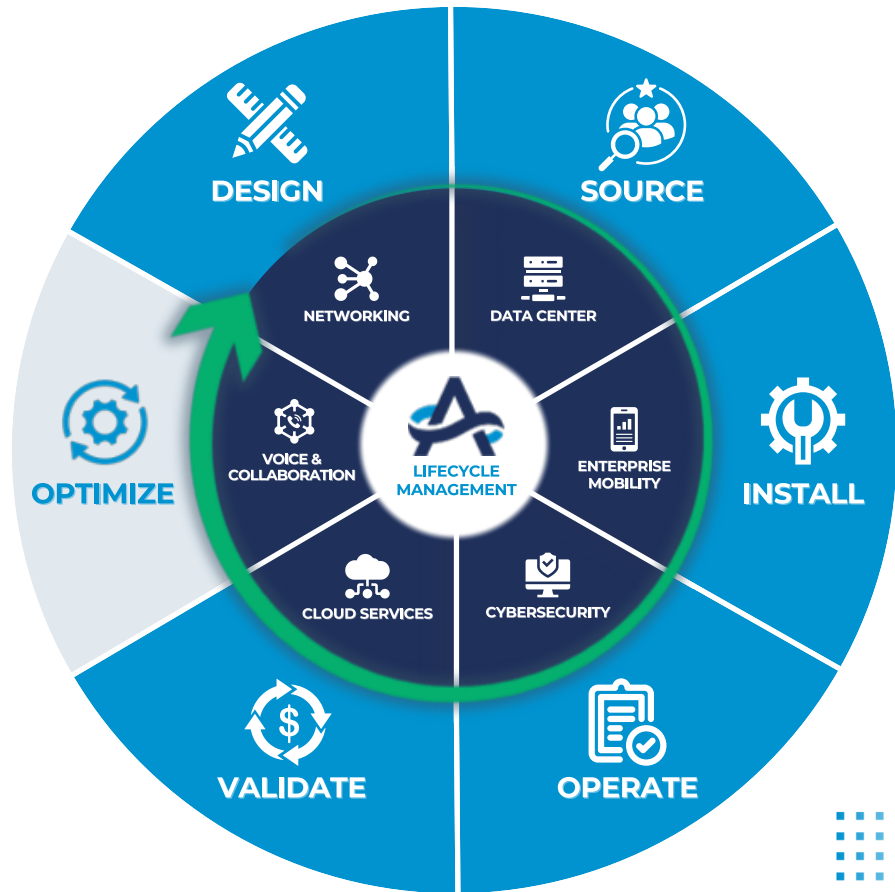 DESIGN
SOURCE
NETWORKING
DATA CENTER
OPTIMIZE
VOICE &
COLLABORATION
LIFECYCLE
MANAGEMENT
ENTERPRISE
MOBILITY
INSTALL
CLOUD SERVICES
CYBERSECURITY
$
VALIDATE
OPERATE